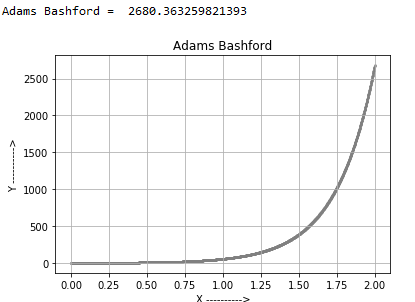 Adams Bashford =  2680.363259821393
Adams Bashford
2500
2000
1500
1000
500
0
Y ---------->
0.00 0.25 0.50 0.75 1.00 1.25 1.50 1.75 2.00
X ---------->